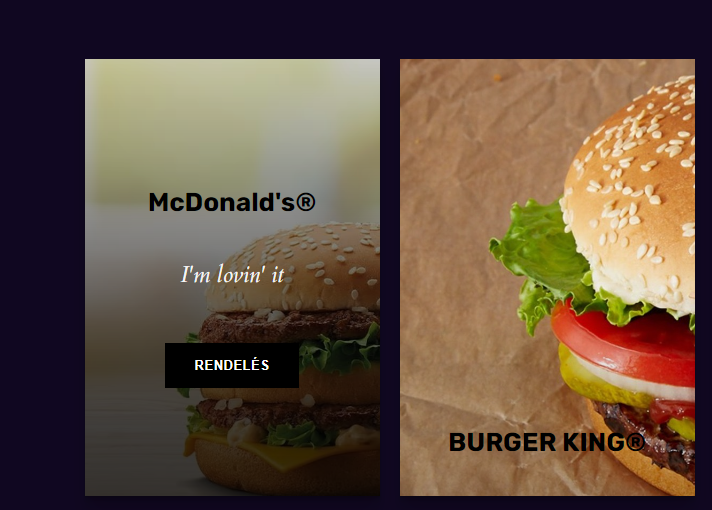 McDonald's®
I'm lovin' it
RENDELÉS
BURGER KING®